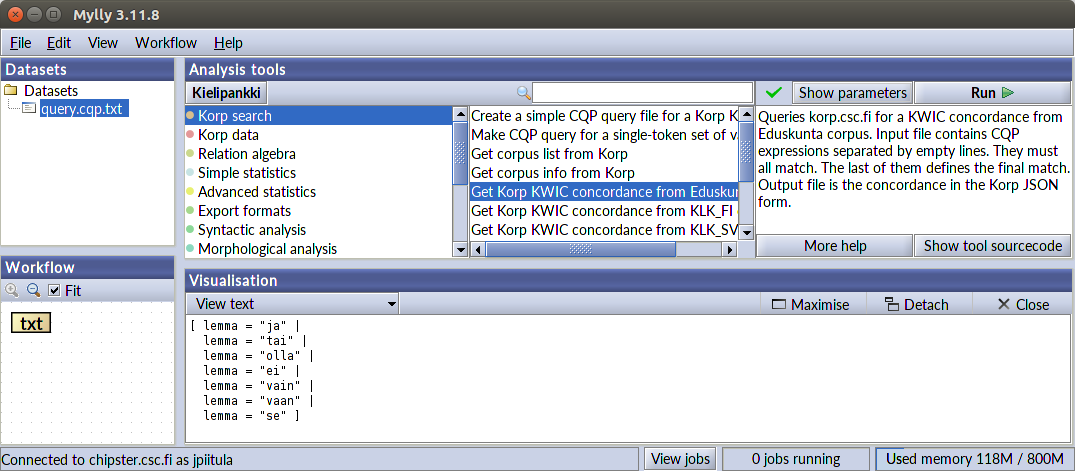 Mylly 3.11.8
File Edit View Workflow Help
Datasets
Datasets
query.cqp.txt
Analysis tools
Kielipankki
Show parameters
Run
Korp search
Korp data
Relation algebra
Simple statistics
Advanced statistics
Export formats
Syntactic analysis
Morphological analysis
Create a simple CQP query file for a Korp K
Make CQP query for a single-token set of v
Get corpus list from Korp
Get corpus info from Korp
Get Korp KWIC concordance from Eduskun
Get Korp KWIC concordance from KLK_FI
Get Korp KWIC concordance from KLK_SV
Queries korp.csc.fi for a KWIC concordance from
Eduskunta corpus. Input file contains CQP
expressions separated by empty lines. They must
all match. The last of them defines the final match.
Output file is the concordance in the Korp JSON
form.
More help
Show tool sourcecode
Workflow
Fit
txt
Visualisation
View text
Maximise
Detach
Close
[ lemma = "ja" |
lemma = "tai" |
lemma = "olla" |
lemma = "ei" |
lemma = "vain" |
lemma = "vaan" |
lemma = "se" ]
Connected to chipster.csc.fi as jpiitula
View jobs
0 jobs running
Used memory 118M / 800M